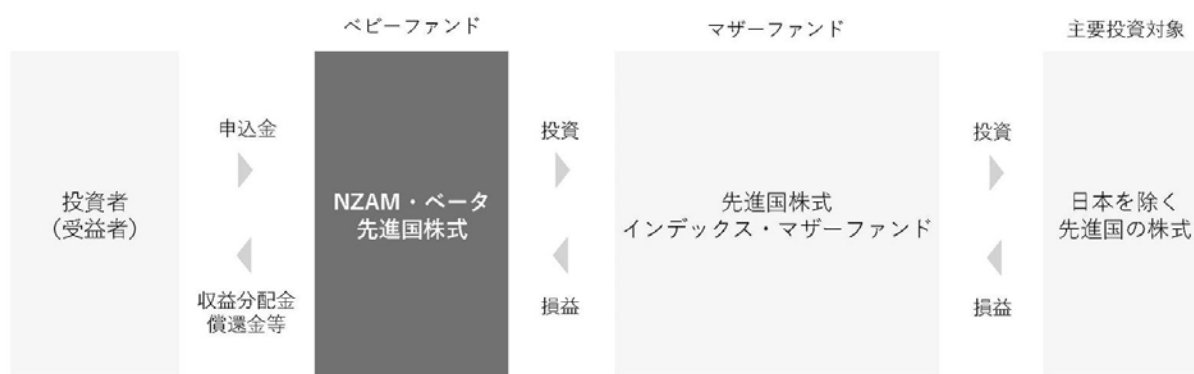 ベビーファンド
マザーファンド
主要投資対象
投資者
（受益者）
申込金
収益分配金
償還金等
NZAM・ベータ
先進国株式
投資
損益
先進国株式
インデックス・マザーファンド
投資
損益
日本を除く
先進国の株式